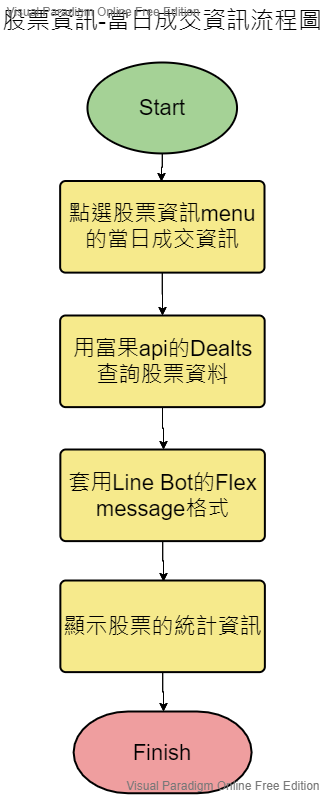 Visual Paradigm Online Free Edition
股票資訊-當日成交資訊流程圖
Start
點選股票資訊menu
的當日成交資訊
用富果api的Dealts
查詢股票資料
套用Line Bot的Flex
message格式
顯示股票的統計資訊
Finish
Visual Paradigm Online Free Edition